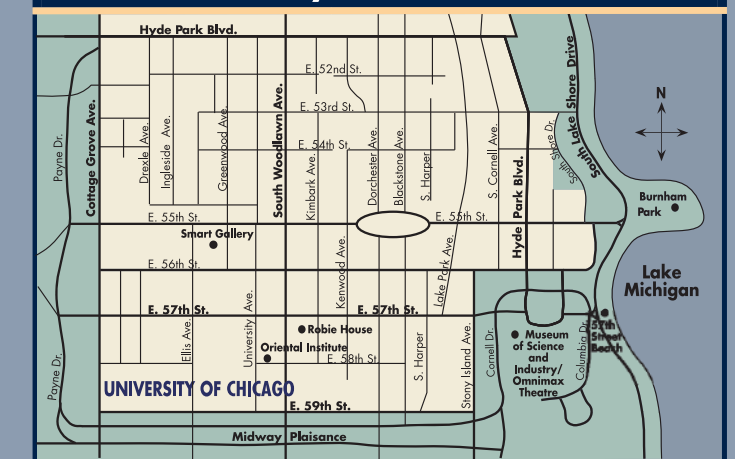 Hyde Park Blvd.
South Lake Shore Drive
E. 52nd St.
N
Cottage Grove Ave.
South Woodlawn Ave.
E. 53rd St.
Payne Dr.
Drexle Ave.
Ingleside Ave.
Greenwood Ave.
E. 54th St.
Kimbark Ave.
Dorchester Ave.
Blackstone Ave.
S. Harper
S. Cornell Ave.
Hyde Park Blvd.
South
Shore Dr.
Burnham
Park
E. 55th St.
E. 55th St.
Smart Gallery
E. 56th St.
Kenwood Ave.
Lake Park Ave.
Lake
Michigan
E. 57th St.
E. 57th St.
University Ave.
Ellis Ave.
Robie House
Oriental Institute
E. 58th St.
S. Harper
Stony Island Ave.
Cornell Dr.
Museum
of Science
and
Industry/
Omnimax
Theatre
Columbia Dr.
57th
Street
Beach
Payne Dr.
UNIVERSITY OF CHICAGO
E. 59th St.
Midway Plaisance